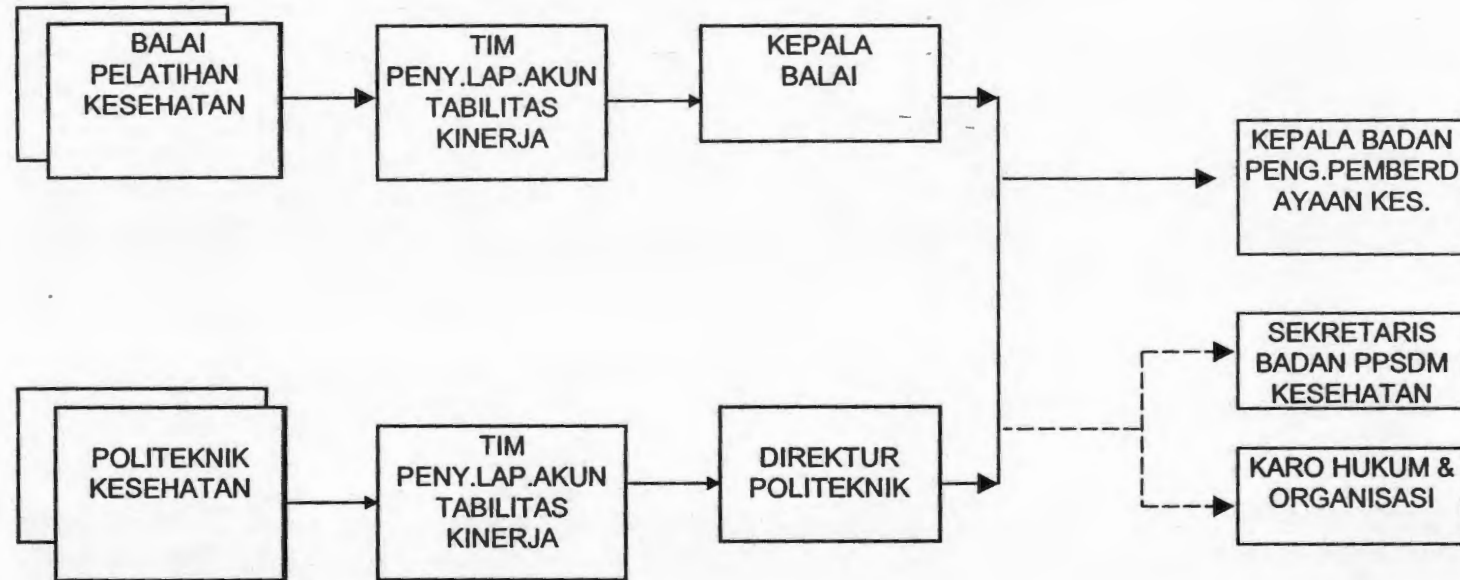 BALAI
PELATIHAN
KESEHATAN
TIM
PENY.LAP.AKUN
TABILITAS
KINERJA
KEPALA
BALAI
KEPALA BADAN
PENG.PEMBERD
AYAAN KES.
SEKRETARIS
BADAN PPSDM
KESEHATAN
POLITEKNIK
KESEHATAN
TIM
PENY.LAP.AKUN
TABILITAS
KINERJA
DIREKTUR
POLITEKNIK
KARO HUKUM &
ORGANISASI